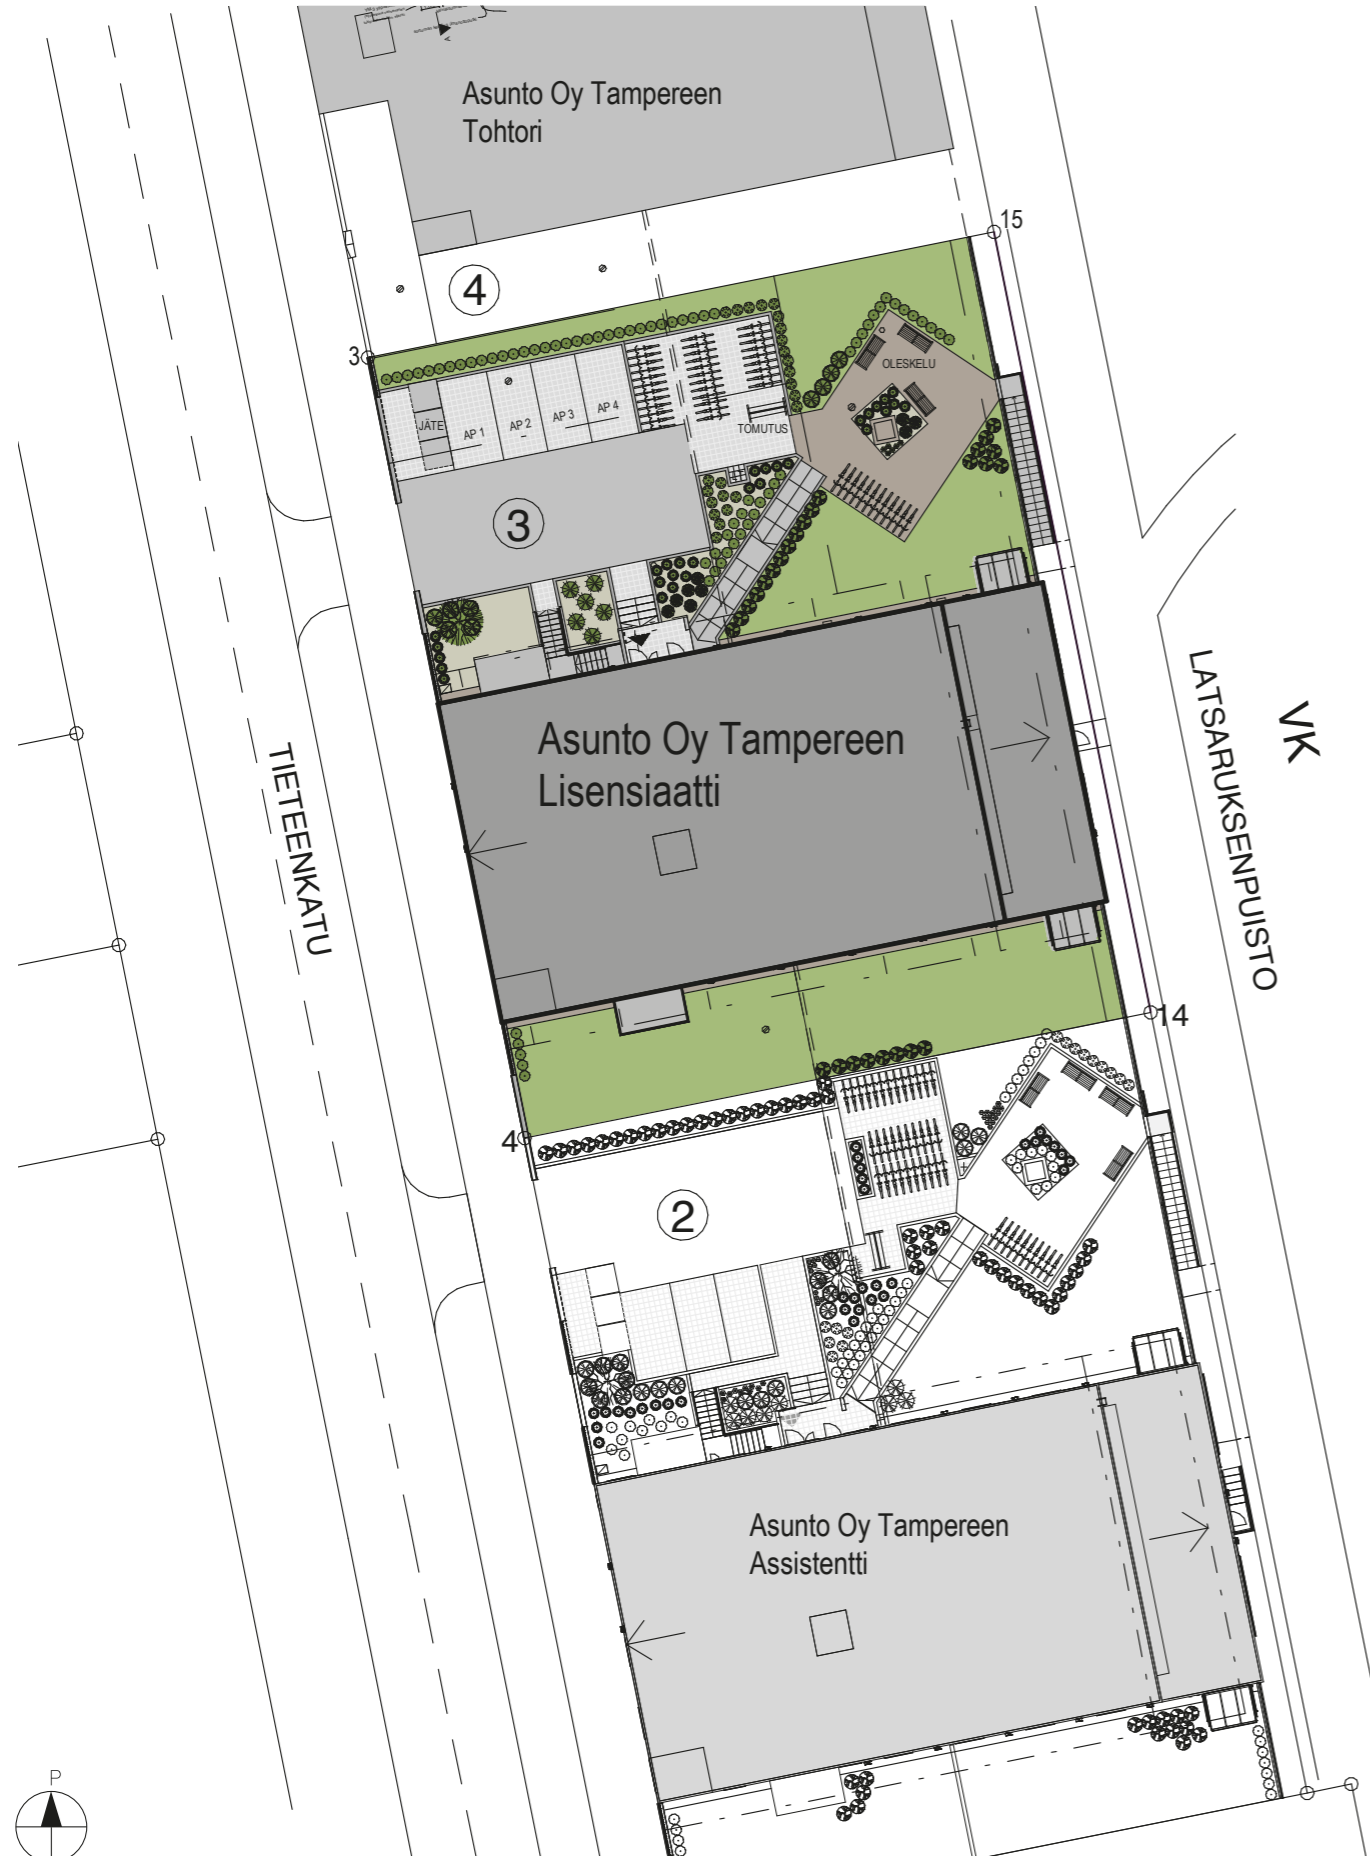 Asunto Oy Tampereen
Tohtori
15
4
3
OLESKELU
JÄTE
AP 1
AP 2
AP 3
AP 4
TOMUTUS
3
Asunto Oy Tampereen
Lisensiaatti
VK
LATSARUKSENPUISTO
TIETEENKATU
14
4
2
Asunto Oy Tampereen
Assistentti
P